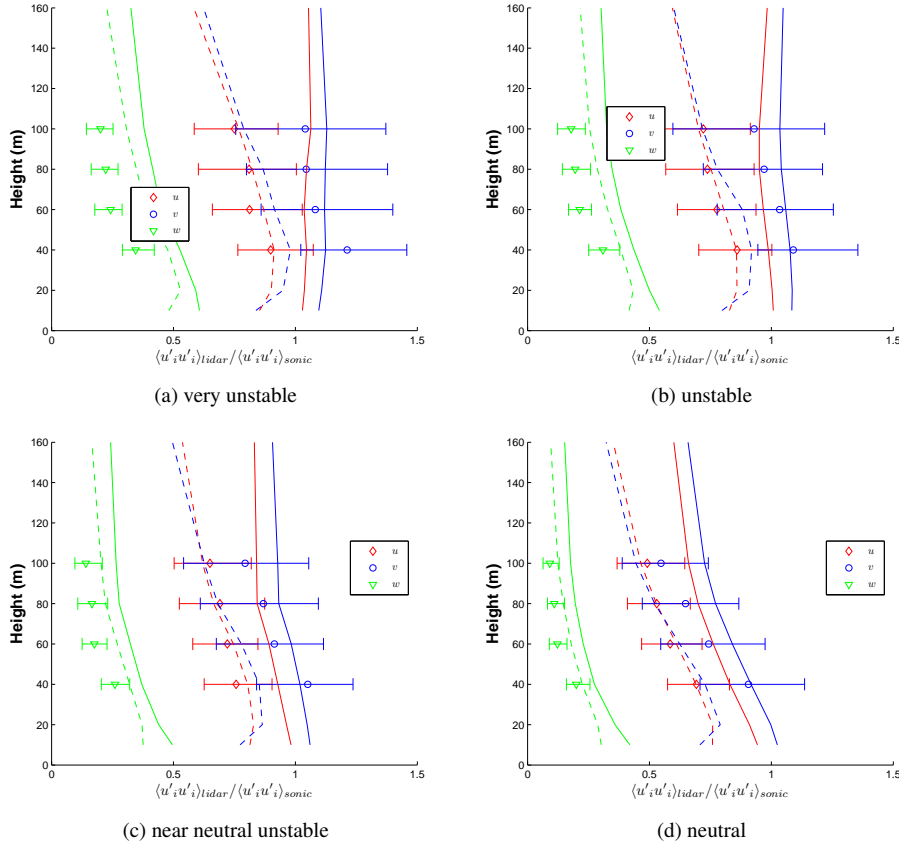 160
140
120
100
80
60
40
20
0
Height (m)
u
v
w
0
0.5
1
1.5
⟨u'ᵢu'ᵢ⟩lidar/⟨u'ᵢu'ᵢ⟩sonic
(a) very unstable
160
140
120
100
80
60
40
20
0
Height (m)
u
v
w
0
0.5
1
1.5
⟨u'ᵢu'ᵢ⟩lidar/⟨u'ᵢu'ᵢ⟩sonic
(b) unstable
160
140
120
100
80
60
40
20
0
Height (m)
u
v
w
0
0.5
1
1.5
⟨u'ᵢu'ᵢ⟩lidar/⟨u'ᵢu'ᵢ⟩sonic
(c) near neutral unstable
160
140
120
100
80
60
40
20
0
Height (m)
u
v
w
0
0.5
1
1.5
⟨u'ᵢu'ᵢ⟩lidar/⟨u'ᵢu'ᵢ⟩sonic
(d) neutral